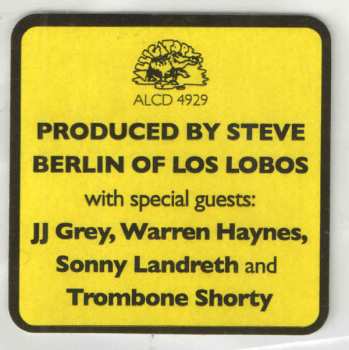 ALLIGATOR
ALCD 4929
PRODUCED BY STEVE
BERLIN OF LOS LOBOS
with special guests:
JJ Grey, Warren Haynes,
Sonny Landreth and
Trombone Shorty